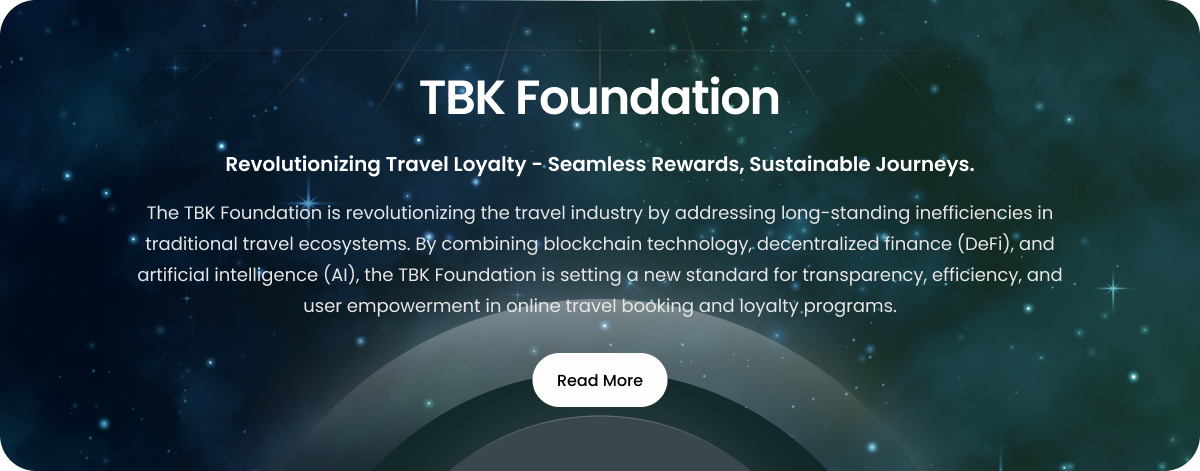 TBK Foundation
Revolutionizing Travel Loyalty - Seamless Rewards, Sustainable Journeys.
The TBK Foundation is revolutionizing the travel industry by addressing long-standing inefficiencies in
traditional travel ecosystems. By combining blockchain technology, decentralized finance (DeFi), and
artificial intelligence (AI), the TBK Foundation is setting a new standard for transparency, efficiency, and
user empowerment in online travel booking and loyalty programs.
Read More